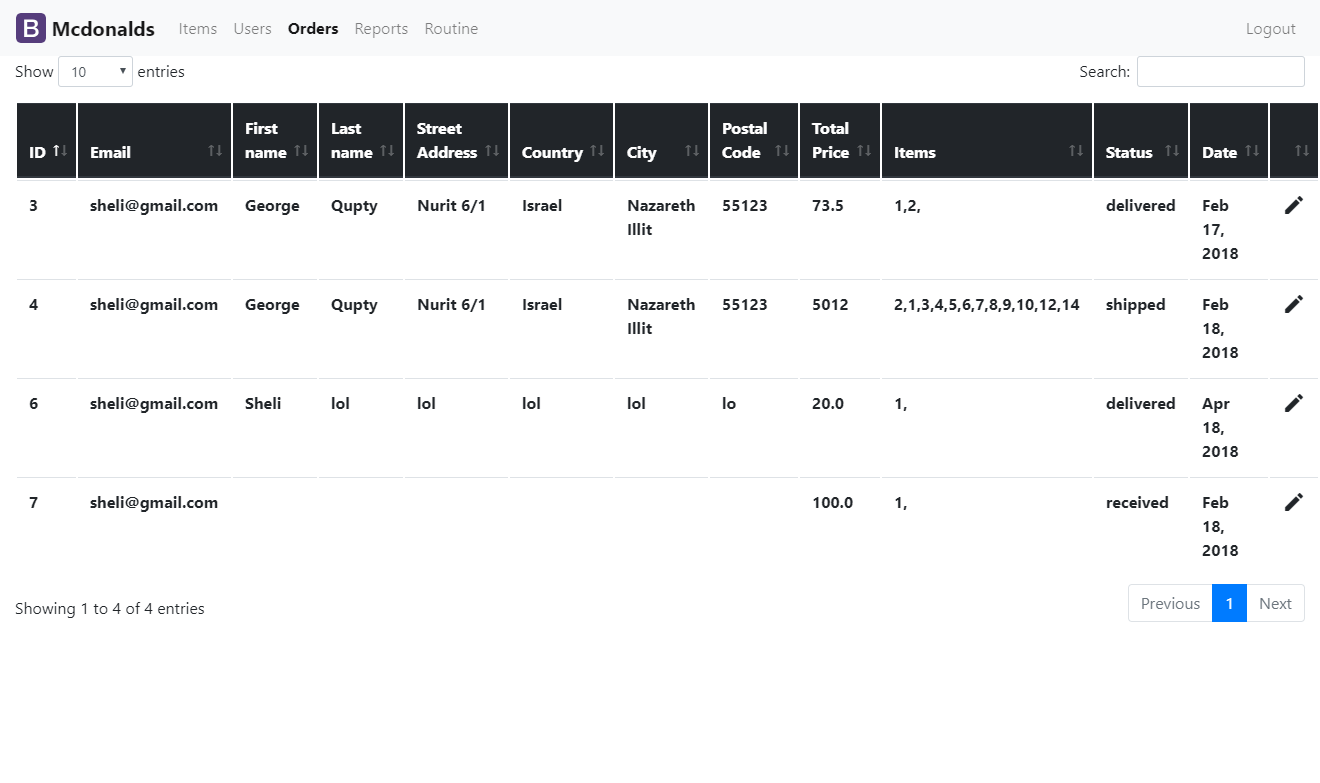 B Mcdonalds Items Users Orders Reports Routine Logout
Show 10 entries Search:
ID Email First name Last name Street Address Country City Postal Code Total Price Items Status Date
3 sheli@gmail.com George Qupty Nurit 6/1 Israel Nazareth Illit 55123 73.5 1,2, delivered Feb 17, 2018
4 sheli@gmail.com George Qupty Nurit 6/1 Israel Nazareth Illit 55123 5012 2,1,3,4,5,6,7,8,9,10,12,14 shipped Feb 18, 2018
6 sheli@gmail.com Sheli lol lol lol lol lo 20.0 1, delivered Apr 18, 2018
7 sheli@gmail.com 100.0 1, received Feb 18, 2018
Showing 1 to 4 of 4 entries Previous 1 Next